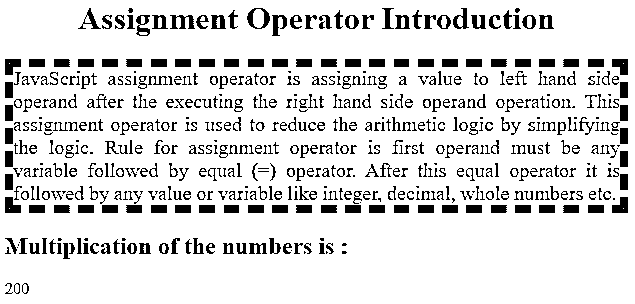 Assignment Operator Introduction
JavaScript assignment operator is assigning a value to left hand side
operand after the executing the right hand side operand operation. This
assignment operator is used to reduce the arithmetic logic by simplifying
the logic. Rule for assignment operator is first operand must be any
variable followed by equal (=) operator. After this equal operator it is
followed by any value or variable like integer, decimal, whole numbers etc.
Multiplication of the numbers is :
200